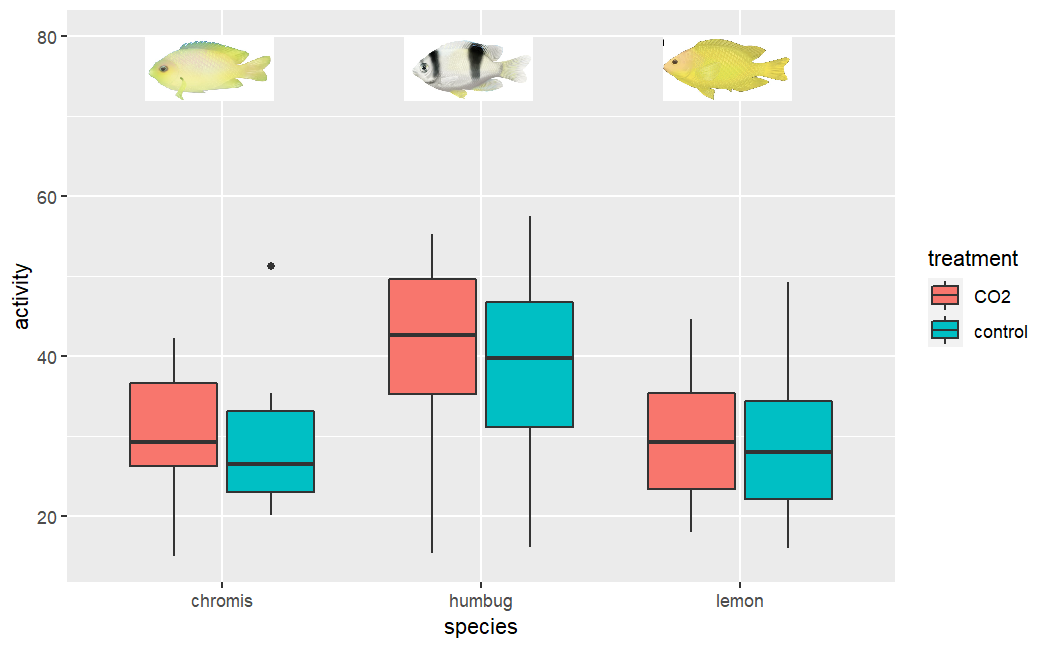 80
60
40
20
activity
chromis
humbug
lemon
species
treatment
CO2
control